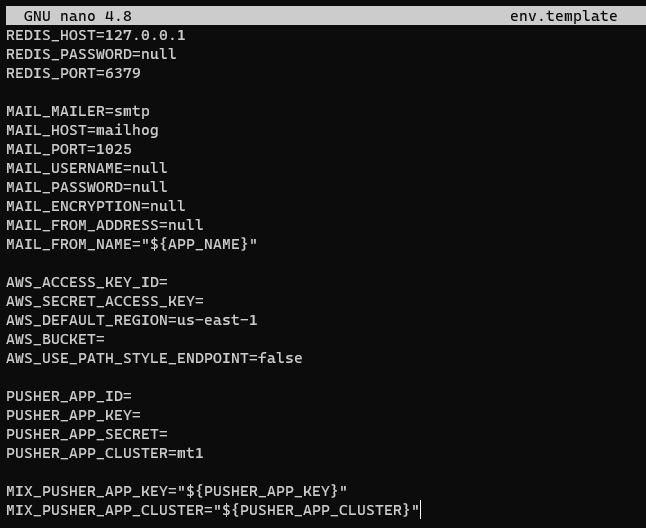 GNU nano 4.8 env.template
REDIS_HOST=127.0.0.1
REDIS_PASSWORD=null
REDIS_PORT=6379
MAIL_MAILER=smtp
MAIL_HOST=mailhog
MAIL_PORT=1025
MAIL_USERNAME=null
MAIL_PASSWORD=null
MAIL_ENCRYPTION=null
MAIL_FROM_ADDRESS=null
MAIL_FROM_NAME="${APP_NAME}"
AWS_ACCESS_KEY_ID=
AWS_SECRET_ACCESS_KEY=
AWS_DEFAULT_REGION=us-east-1
AWS_BUCKET=
AWS_USE_PATH_STYLE_ENDPOINT=false
PUSHER_APP_ID=
PUSHER_APP_KEY=
PUSHER_APP_SECRET=
PUSHER_APP_CLUSTER=mt1
MIX_PUSHER_APP_KEY="${PUSHER_APP_KEY}"
MIX_PUSHER_APP_CLUSTER="${PUSHER_APP_CLUSTER}"